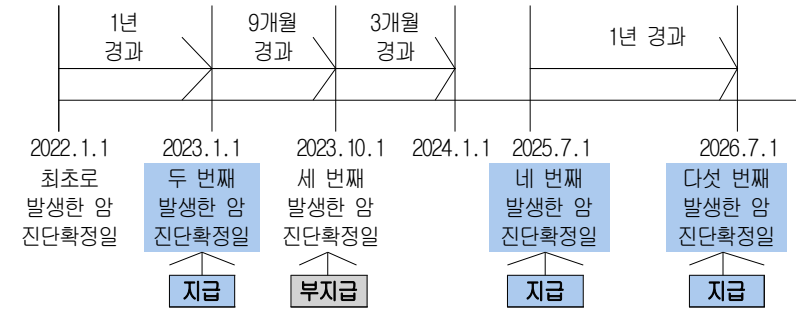 1년
경과
9개월
경과
3개월
경과
1년 경과
2022.1.1
최초로
발생한 암
진단확정일
2023.1.1
두 번째
발생한 암
진단확정일
지급
2023.10.1
세 번째
발생한 암
진단확정일
부지급
2024.1.1
2025.7.1
네 번째
발생한 암
진단확정일
지급
2026.7.1
다섯 번째
발생한 암
진단확정일
지급